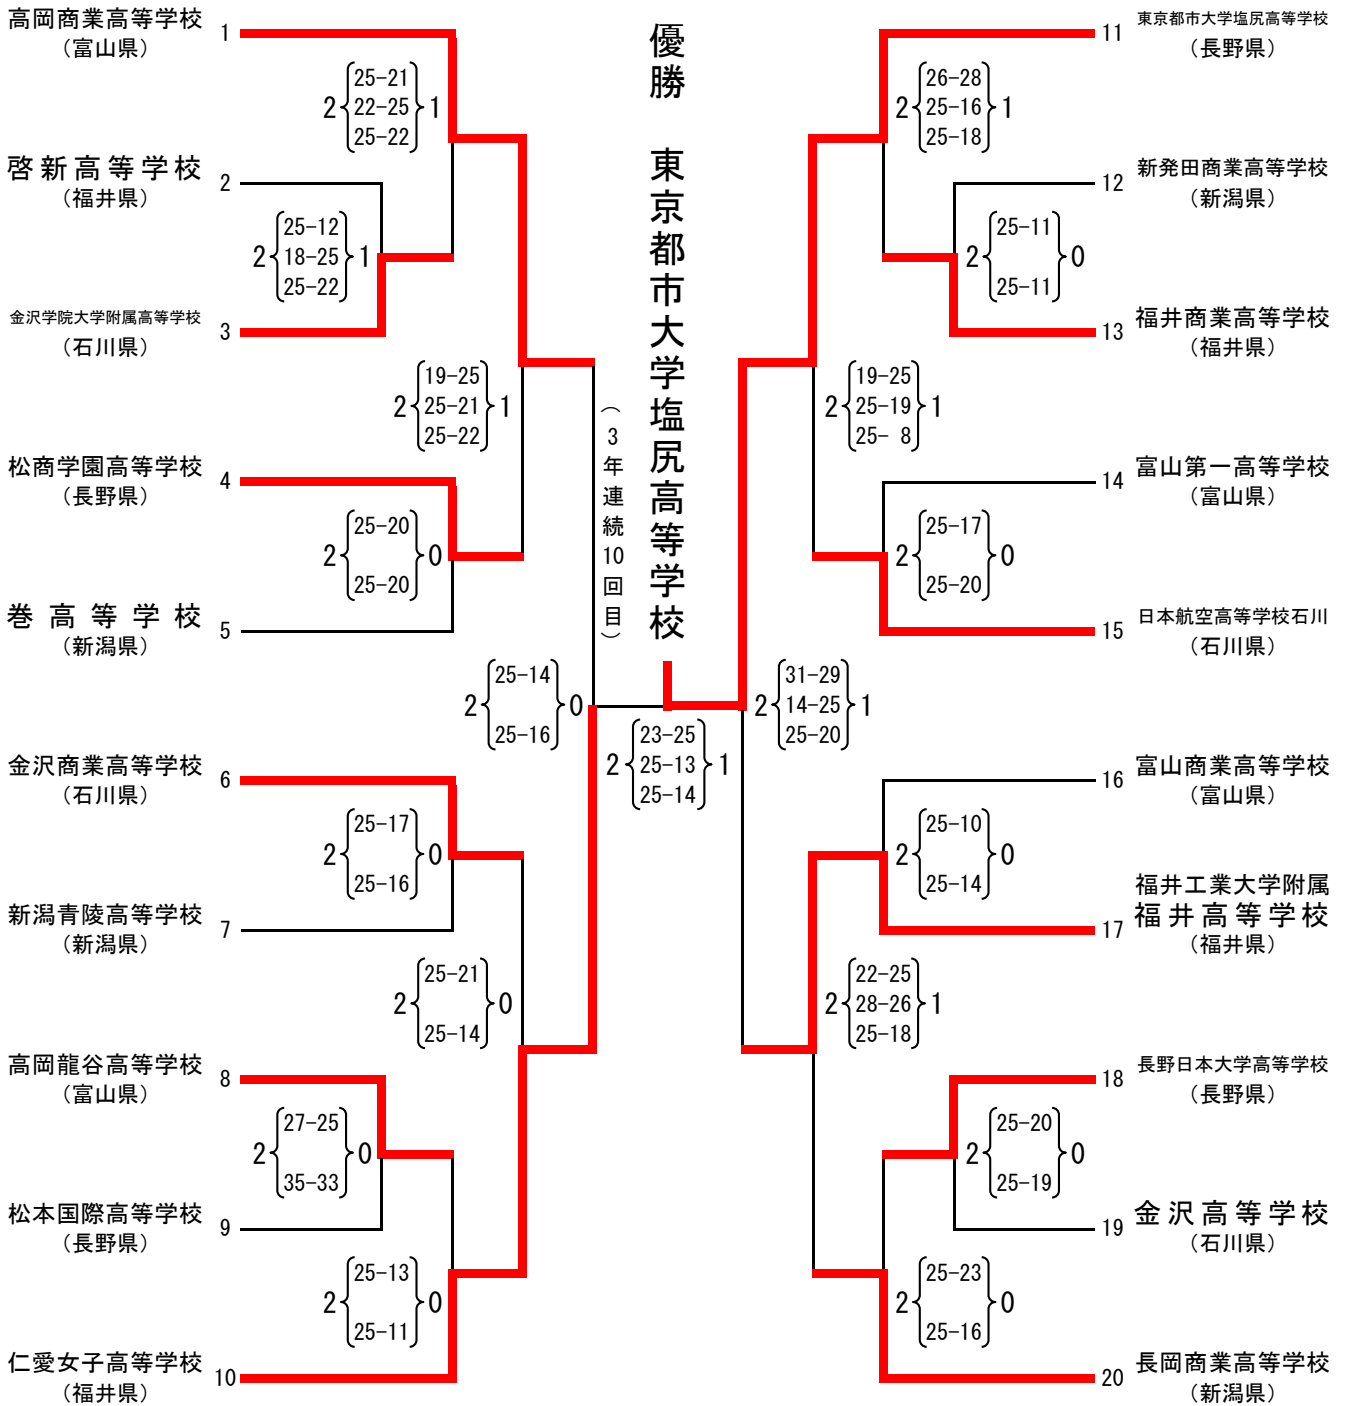 高岡商業高等学校
（富山県）
1
2 25−21 1
22−25
25−22
啓新高等学校
（福井県）
2
2 25−12 1
18−25
25−22
金沢学院大学附属高等学校
（石川県）
3
2 19−25 1
25−21
25−22
松商学園高等学校
（長野県）
4
2 25−20 0
25−20
巻高等学校
（新潟県）
5
2 25−14 0
25−16
金沢商業高等学校
（石川県）
6
2 25−17 0
25−16
新潟青陵高等学校
（新潟県）
7
2 25−21 0
25−14
高岡龍谷高等学校
（富山県）
8
2 27−25 0
35−33
松本国際高等学校
（長野県）
9
2 25−13 0
25−11
仁愛女子高等学校
（福井県）
10
優勝　東京都市大学塩尻高等学校
（3年連続10回目）
2 23−25 1
25−13
25−14
11
東京都市大学塩尻高等学校
（長野県）
2 26−28 1
25−16
25−18
12
新発田商業高等学校
（新潟県）
2 25−11 0
25−11
13
福井商業高等学校
（福井県）
2 19−25 1
25−19
25− 8
14
富山第一高等学校
（富山県）
2 25−17 0
25−20
15
日本航空高等学校石川
（石川県）
2 31−29 1
14−25
25−20
16
富山商業高等学校
（富山県）
2 25−10 0
25−14
17
福井工業大学附属
福井高等学校
（福井県）
2 22−25 1
28−26
25−18
18
長野日本大学高等学校
（長野県）
2 25−20 0
25−19
19
金沢高等学校
（石川県）
2 25−23 0
25−16
20
長岡商業高等学校
（新潟県）